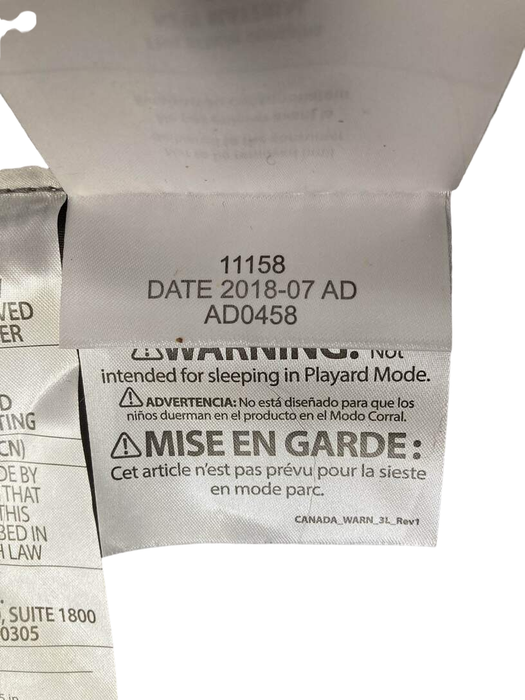 11158
DATE 2018-07 AD
AD0458
VED
ER
D
TING
CN)
DE BY
THAT
THIS
BED IN
H LAW
, SUITE 1800
0305
5 in
⚠WARNING: Not
intended for sleeping in Playard Mode.
⚠ ADVERTENCIA: No está diseñado para que los
niños duerman en el producto en el Modo Corral.
⚠MISE EN GARDE:
Cet article n'est pas prévu pour la sieste
en mode parc.
CANADA_WARN_3L_Rev1